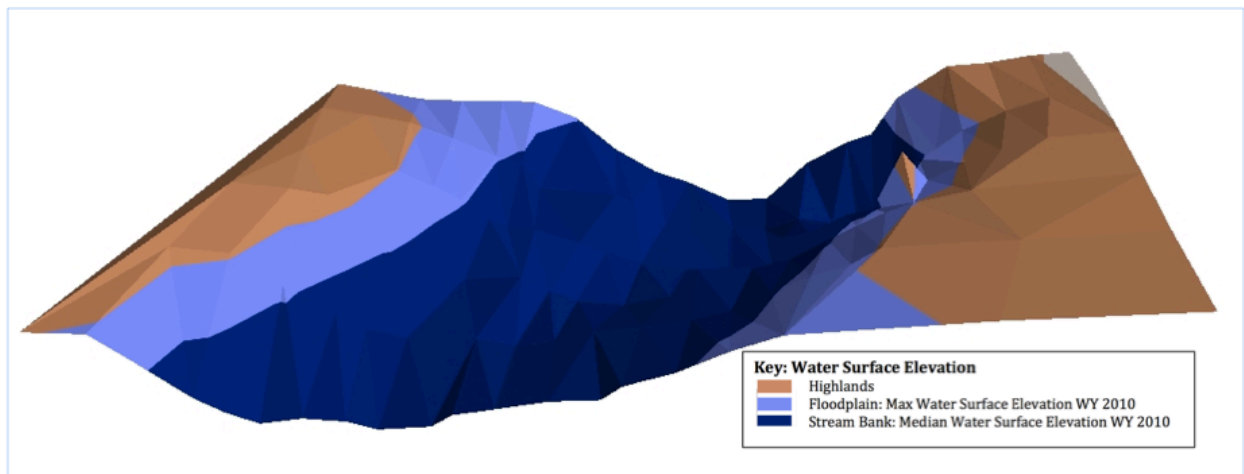 Key: Water Surface Elevation
Highlands
Floodplain: Max Water Surface Elevation WY 2010
Stream Bank: Median Water Surface Elevation WY 2010